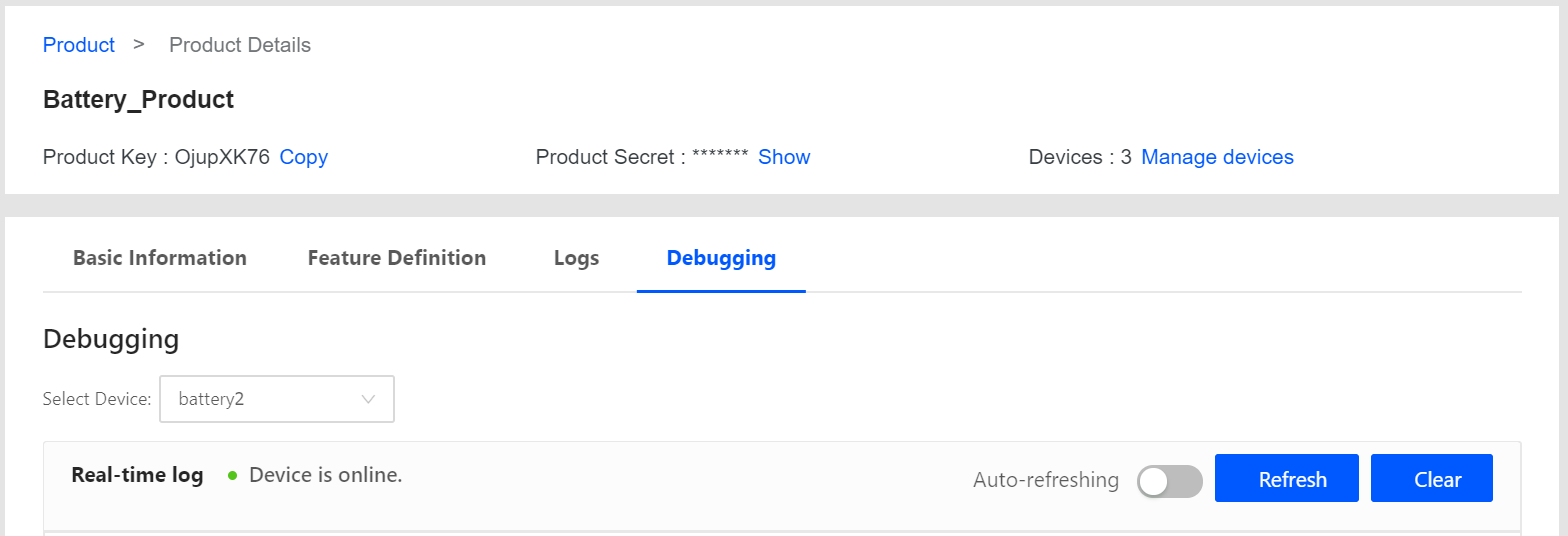 Product > Product Details
Battery_Product
Product Key : OjupXK76 Copy Product Secret : ******* Show Devices : 3 Manage devices
Basic Information Feature Definition Logs Debugging
Debugging
Select Device: battery2
Real-time log Device is online. Auto-refreshing Refresh Clear